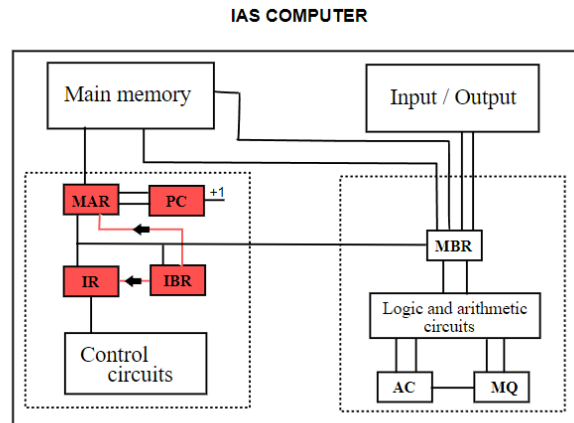 IAS COMPUTER
Main memory
Input / Output
MAR
PC
+1
MBR
IR
IBR
Logic and arithmetic
circuits
Control
circuits
AC
MQ